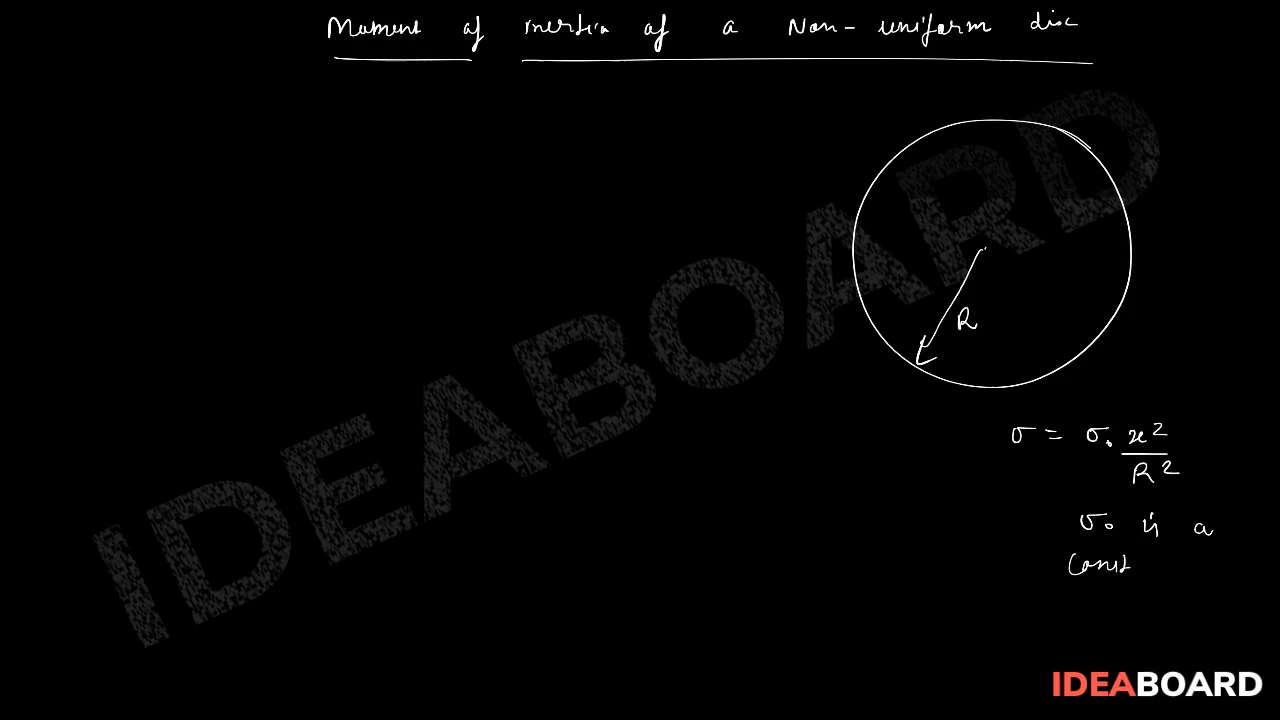 Moment of inertia of a Non-uniform disc
R
σ = σ₀ x²/R²
σ₀ is a
Const
IDEABOARD
IDEABOARD